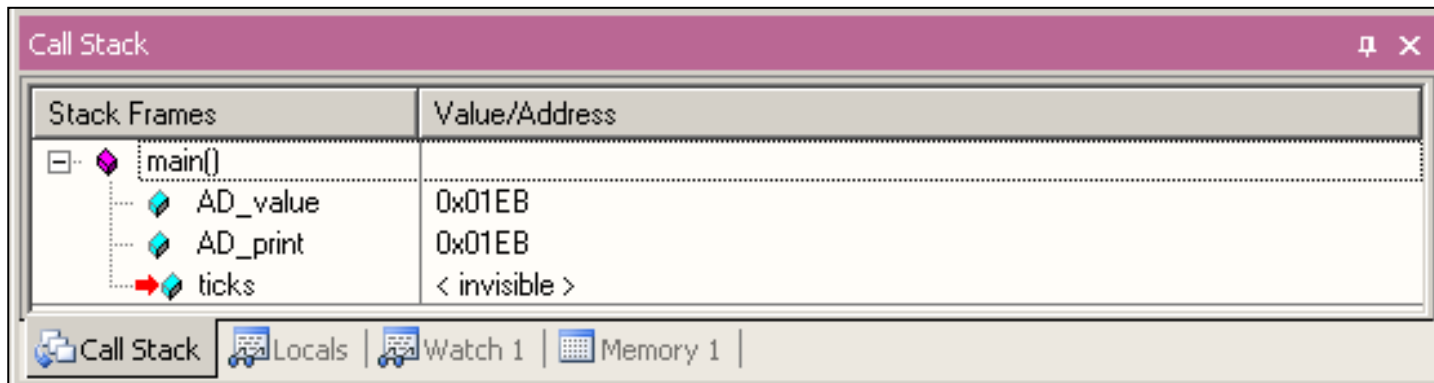 Call Stack
Stack Frames Value/Address
main()
AD_value 0x01EB
AD_print 0x01EB
ticks < invisible >
Call Stack Locals Watch 1 Memory 1